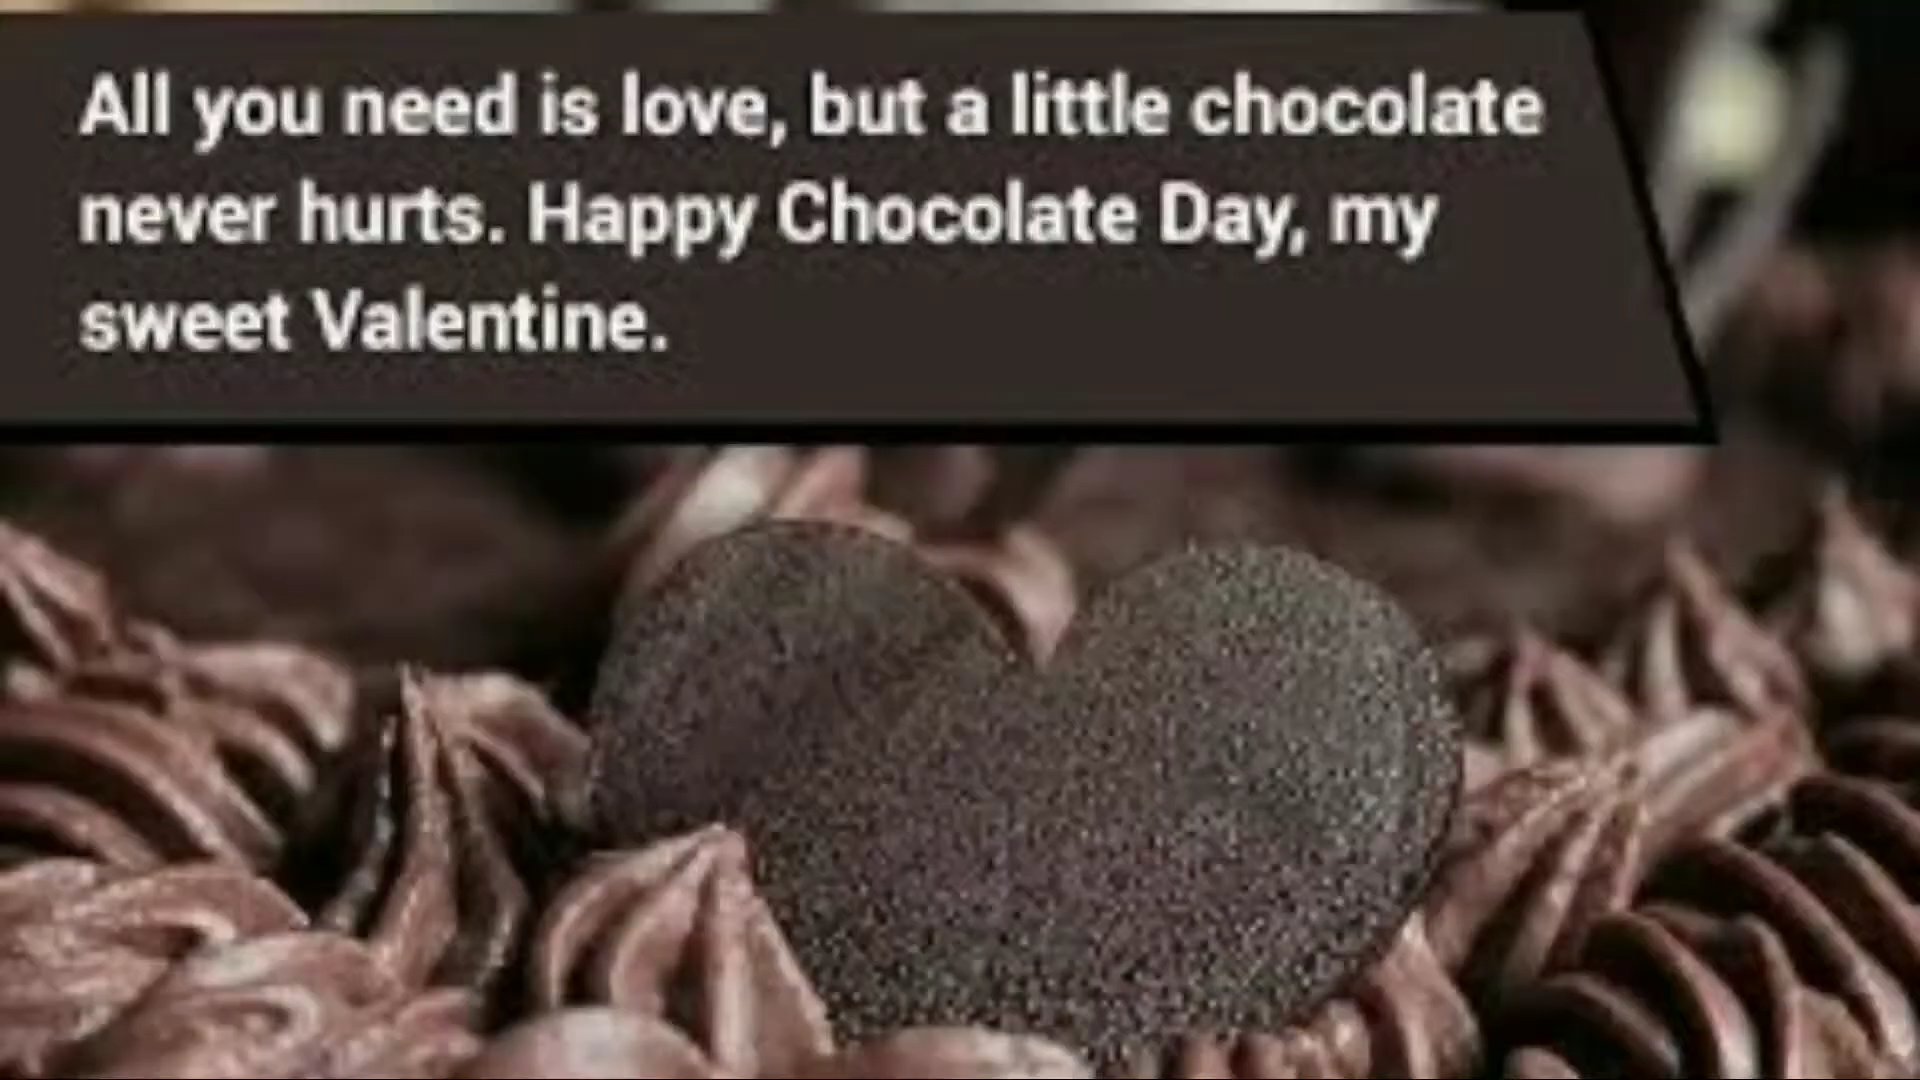 All you need is love, but a little chocolate
never hurts. Happy Chocolate Day, my
sweet Valentine.